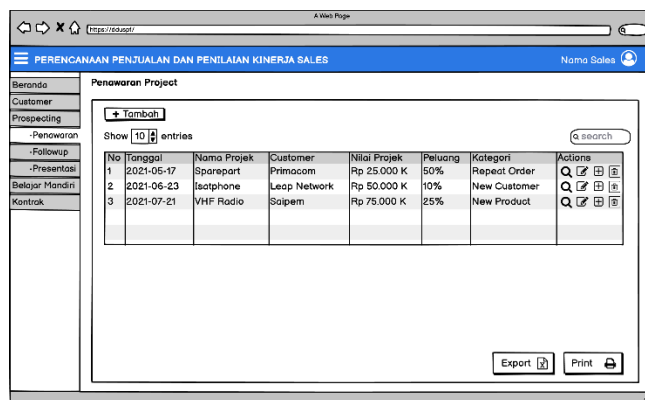 A Web Page
https://dduspf/
PERENCANAAN PENJUALAN DAN PENILAIAN KINERJA SALES
Nama Sales
Beranda
Customer
Prospecting
-Penawaran
-Followup
-Presentasi
Belajar Mandiri
Kontrak
Penawaran Project
+ Tambah
Show 10 entries
search
No Tanggal Nama Projek Customer Nilai Projek Peluang Kategori Actions
1 2021-05-17 Sparepart Primacom Rp 25.000 K 50% Repeat Order
2 2021-06-23 Isatphone Leap Network Rp 50.000 K 10% New Customer
3 2021-07-21 VHF Radio Saipem Rp 75.000 K 25% New Product
Export
Print